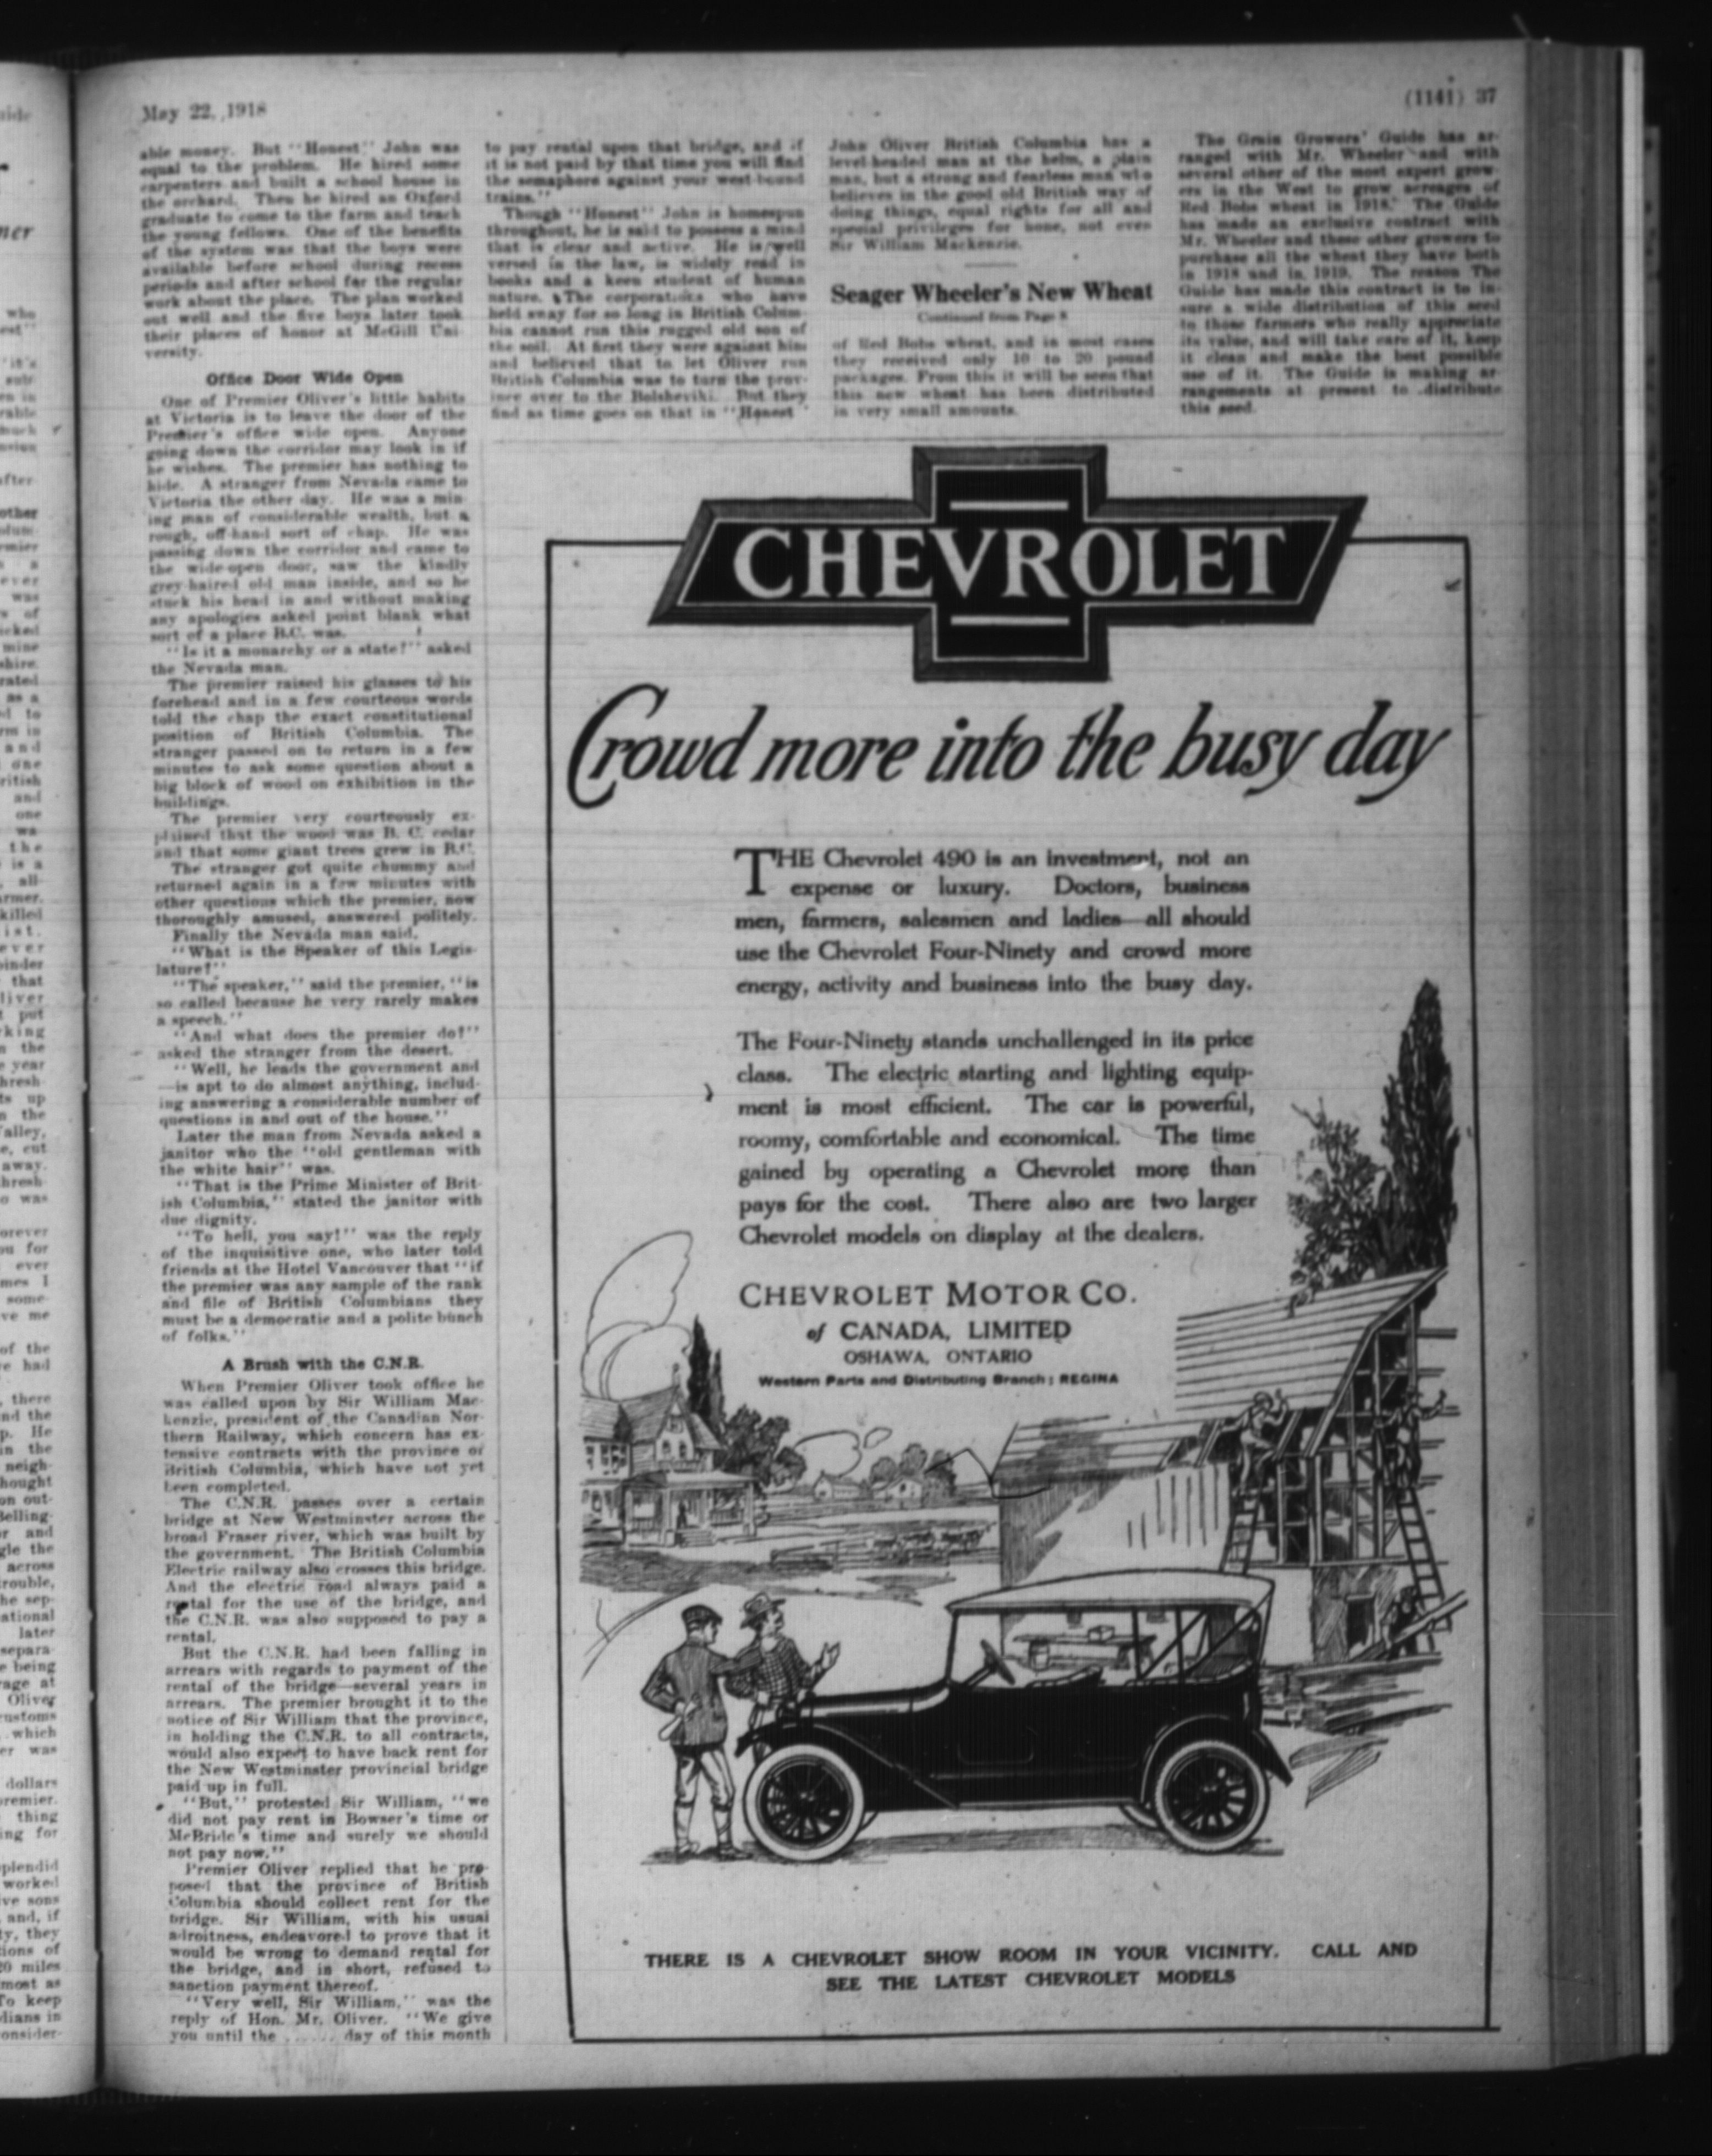 May 22, 1918
(1141) 37
able money. But "Honest" John was
equal to the problem. He hired some
carpenters and built a school house in
the orchard. Then he hired an Oxford
graduate to come to the farm and teach
the young fellows. One of the benefits
of the system was that the boys were
available before school during recess
periods and after school for the regular
work about the place. The plan worked
out well and the five boys later took
their places of honor at McGill Uni-
versity.
Office Door Wide Open
One of Premier Oliver's little habits
at Victoria is to leave the door of the
Premier's office wide open. Anyone
going down the corridor may look in if
he wishes. The premier has nothing to
hide. A stranger from Nevada came to
Victoria the other day. He was a min-
ing man of considerable wealth, but a
rough, off-hand sort of chap. He was
passing down the corridor and came to
the wide-open door, saw the kindly
grey-haired old man inside, and so he
stuck his head in and without making
any apologies asked point blank what
sort of a place B.C. was.
"Is it a monarchy or a state?" asked
the Nevada man.
The premier raised his glasses to his
forehead and in a few courteous words
told the chap the exact constitutional
position of British Columbia. The
stranger passed on to return in a few
minutes to ask some question about a
big block of wood on exhibition in the
buildings.
The premier very courteously ex-
plained that the wood was B. C. cedar
and that some giant trees grew in B.C.
The stranger got quite chummy and
returned again in a few minutes with
other questions which the premier, now
thoroughly amused, answered politely.
Finally the Nevada man said,
"What is the Speaker of this Legis-
lature?"
"The speaker," said the premier, "is
so called because he very rarely makes
a speech."
"And what does the premier do?"
asked the stranger from the desert.
"Well, he leads the government and
—is apt to do almost anything, includ-
ing answering a considerable number of
questions in and out of the house."
Later the man from Nevada asked a
janitor who the "old gentleman with
the white hair" was.
"That is the Prime Minister of Brit-
ish Columbia," stated the janitor with
due dignity.
"To hell, you say!" was the reply
of the inquisitive one, who later told
friends at the Hotel Vancouver that "if
the premier was any sample of the rank
and file of British Columbians they
must be a democratic and a polite bunch
of folks."
A Brush with the C.N.R.
When Premier Oliver took office he
was called upon by Sir William Mac-
kenzie, president of the Canadian Nor-
thern Railway, which concern has ex-
tensive contracts with the province of
British Columbia, which have not yet
been completed.
The C.N.R. passes over a certain
bridge at New Westminster across the
broad Fraser river, which was built by
the government. The British Columbia
Electric railway also crosses this bridge.
And the electric road always paid a
rental for the use of the bridge, and
the C.N.R. was also supposed to pay a
rental.
But the C.N.R. had been falling in
arrears with regards to payment of the
rental of the bridge—several years in
arrears. The premier brought it to the
notice of Sir William that the province,
in holding the C.N.R. to all contracts,
would also expect to have back rent for
the New Westminster provincial bridge
paid up in full.
"But," protested Sir William, "we
did not pay rent in Bowser's time or
McBride's time and surely we should
not pay now."
Premier Oliver replied that he pro-
posed that the province of British
Columbia should collect rent for the
bridge. Sir William, with his usual
adroitness, endeavored to prove that it
would be wrong to demand rental for
the bridge, and in short, refused to
sanction payment thereof.
"Very well, Sir William," was the
reply of Hon. Mr. Oliver. "We give
you until the ...... day of this month
to pay rental upon that bridge, and if
it is not paid by that time you will find
the semaphore against your west-bound
trains."
Though "Honest" John is homespun
throughout, he is said to possess a mind
that is clear and active. He is well
versed in the law, is widely read in
books and a keen student of human
nature. The corporations who have
held sway for so long in British Colum-
bia cannot run this rugged old son of
the soil. At first they were against him
and believed that to let Oliver run
British Columbia was to turn the prov-
ince over to the Bolsheviki. But they
find as time goes on that in "Honest"
John Oliver British Columbia has a
level-headed man at the helm, a plain
man, but a strong and fearless man who
believes in the good old British way of
doing things, equal rights for all and
special privileges for none, not even
Sir William Mackenzie.
Seager Wheeler's New Wheat
Continued from Page 8
of Red Bobs wheat, and in most cases
they received only 10 to 20 pound
packages. From this it will be seen that
this new wheat has been distributed
in very small amounts.
The Grain Growers' Guide has ar-
ranged with Mr. Wheeler and with
several other of the most expert grow-
ers in the West to grow acreages of
Red Bobs wheat in 1918. The Guide
has made an exclusive contract with
Mr. Wheeler and these other growers to
purchase all the wheat they have both
in 1918 and in 1919. The reason The
Guide has made this contract is to in-
sure a wide distribution of this seed
to those farmers who really appreciate
its value, and will take care of it, keep
it clean and make the best possible
use of it. The Guide is making ar-
rangements at present to distribute
this seed.
CHEVROLET
Crowd more into the busy day
THE Chevrolet 490 is an investment, not an
expense or luxury. Doctors, business
men, farmers, salesmen and ladies—all should
use the Chevrolet Four-Ninety and crowd more
energy, activity and business into the busy day.
The Four-Ninety stands unchallenged in its price
class. The electric starting and lighting equip-
ment is most efficient. The car is powerful,
roomy, comfortable and economical. The time
gained by operating a Chevrolet more than
pays for the cost. There also are two larger
Chevrolet models on display at the dealers.
CHEVROLET MOTOR CO.
of CANADA, LIMITED
OSHAWA, ONTARIO
Western Parts and Distributing Branch: REGINA
THERE IS A CHEVROLET SHOW ROOM IN YOUR VICINITY. CALL AND
SEE THE LATEST CHEVROLET MODELS